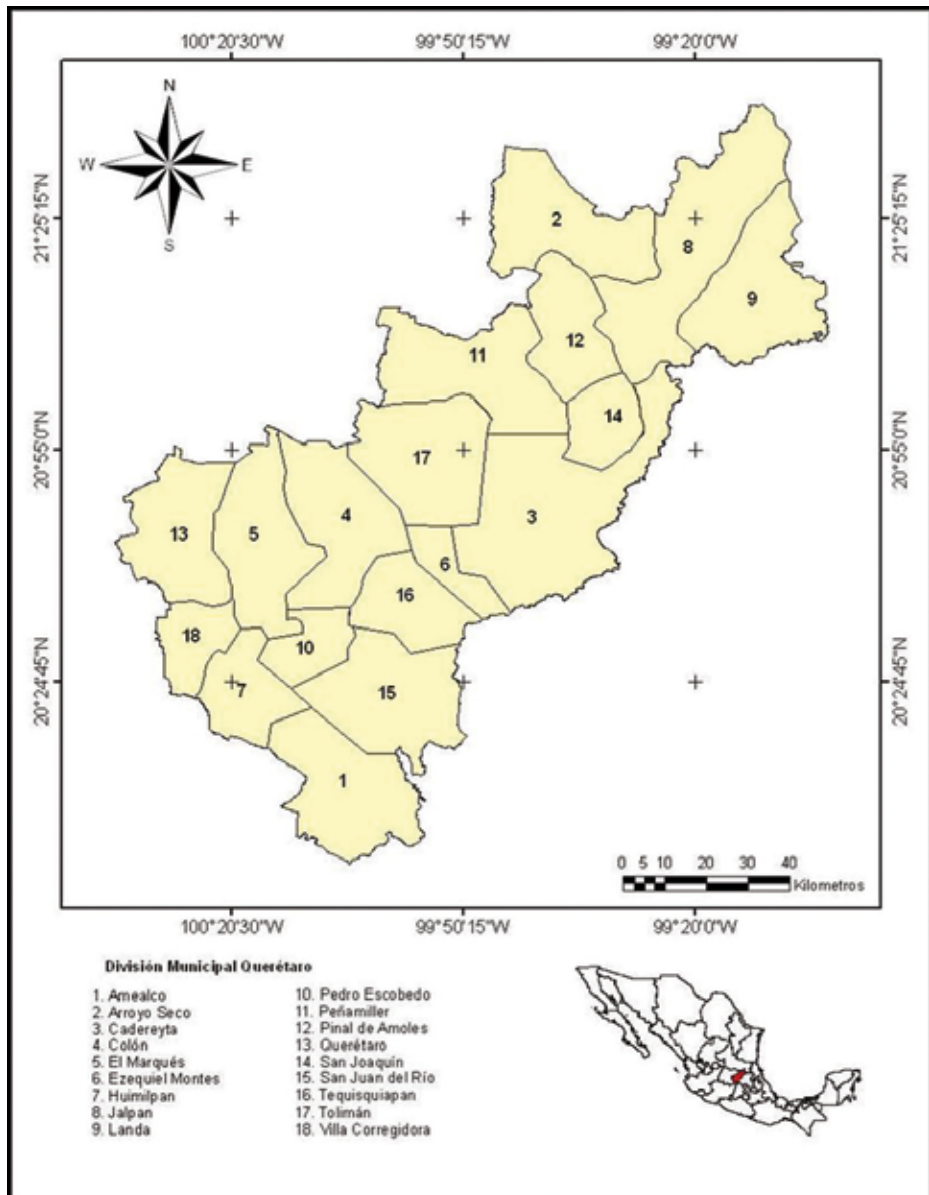 100°20'30"W 99°50'15"W 99°20'0"W
N
W E
S
21°25'15"N 21°25'15"N
20°55'0"N 20°55'0"N
20°24'45"N 20°24'45"N
2
8
9
12
11
14
17
3
4
5
13
6
16
18
10
7
15
1
0 5 10 20 30 40
Kilometros
100°20'30"W 99°50'15"W 99°20'0"W
División Municipal Querétaro
1. Amealco
2. Arroyo Seco
3. Cadereyta
4. Colón
5. El Marqués
6. Ezequiel Montes
7. Huimilpan
8. Jalpan
9. Landa
10. Pedro Escobedo
11. Peñamiller
12. Pinal de Amoles
13. Querétaro
14. San Joaquín
15. San Juan del Río
16. Tequisquiapan
17. Tolimán
18. Villa Corregidora